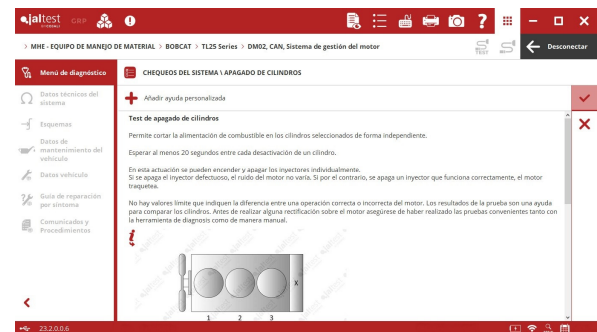 jaltest GRP
> MHE - EQUIPO DE MANEJO DE MATERIAL > BOBCAT > TL25 Series > DM02, CAN, Sistema de gestión del motor
TEST
Desconectar
Menú de diagnóstico
CHEQUEOS DEL SISTEMA \ APAGADO DE CILINDROS
Datos técnicos del
sistema
Esquemas
Datos de
mantenimiento del
vehículo
Datos vehículo
Guía de reparación
por síntoma
Comunicados y
Procedimientos
Añadir ayuda personalizada
Test de apagado de cilindros
Permite cortar la alimentación de combustible en los cilindros seleccionados de forma independiente.
Esperar al menos 20 segundos entre cada desactivación de un cilindro.
En esta actuación se pueden encender y apagar los inyectores individualmente.
Si se apaga el inyector defectuoso, el ruido del motor no varía. Si por el contrario, se apaga un inyector que funciona correctamente, el motor
traquetea.
No hay valores límite que indiquen la diferencia entre una operación correcta o incorrecta del motor. Los resultados de la prueba son una ayuda
para comparar los cilindros. Antes de realizar alguna rectificación sobre el motor asegúrese de haber realizado las pruebas convenientes tanto con
la herramienta de diagnosis como de manera manual.
X
1 2 3
23.2.0.0.6